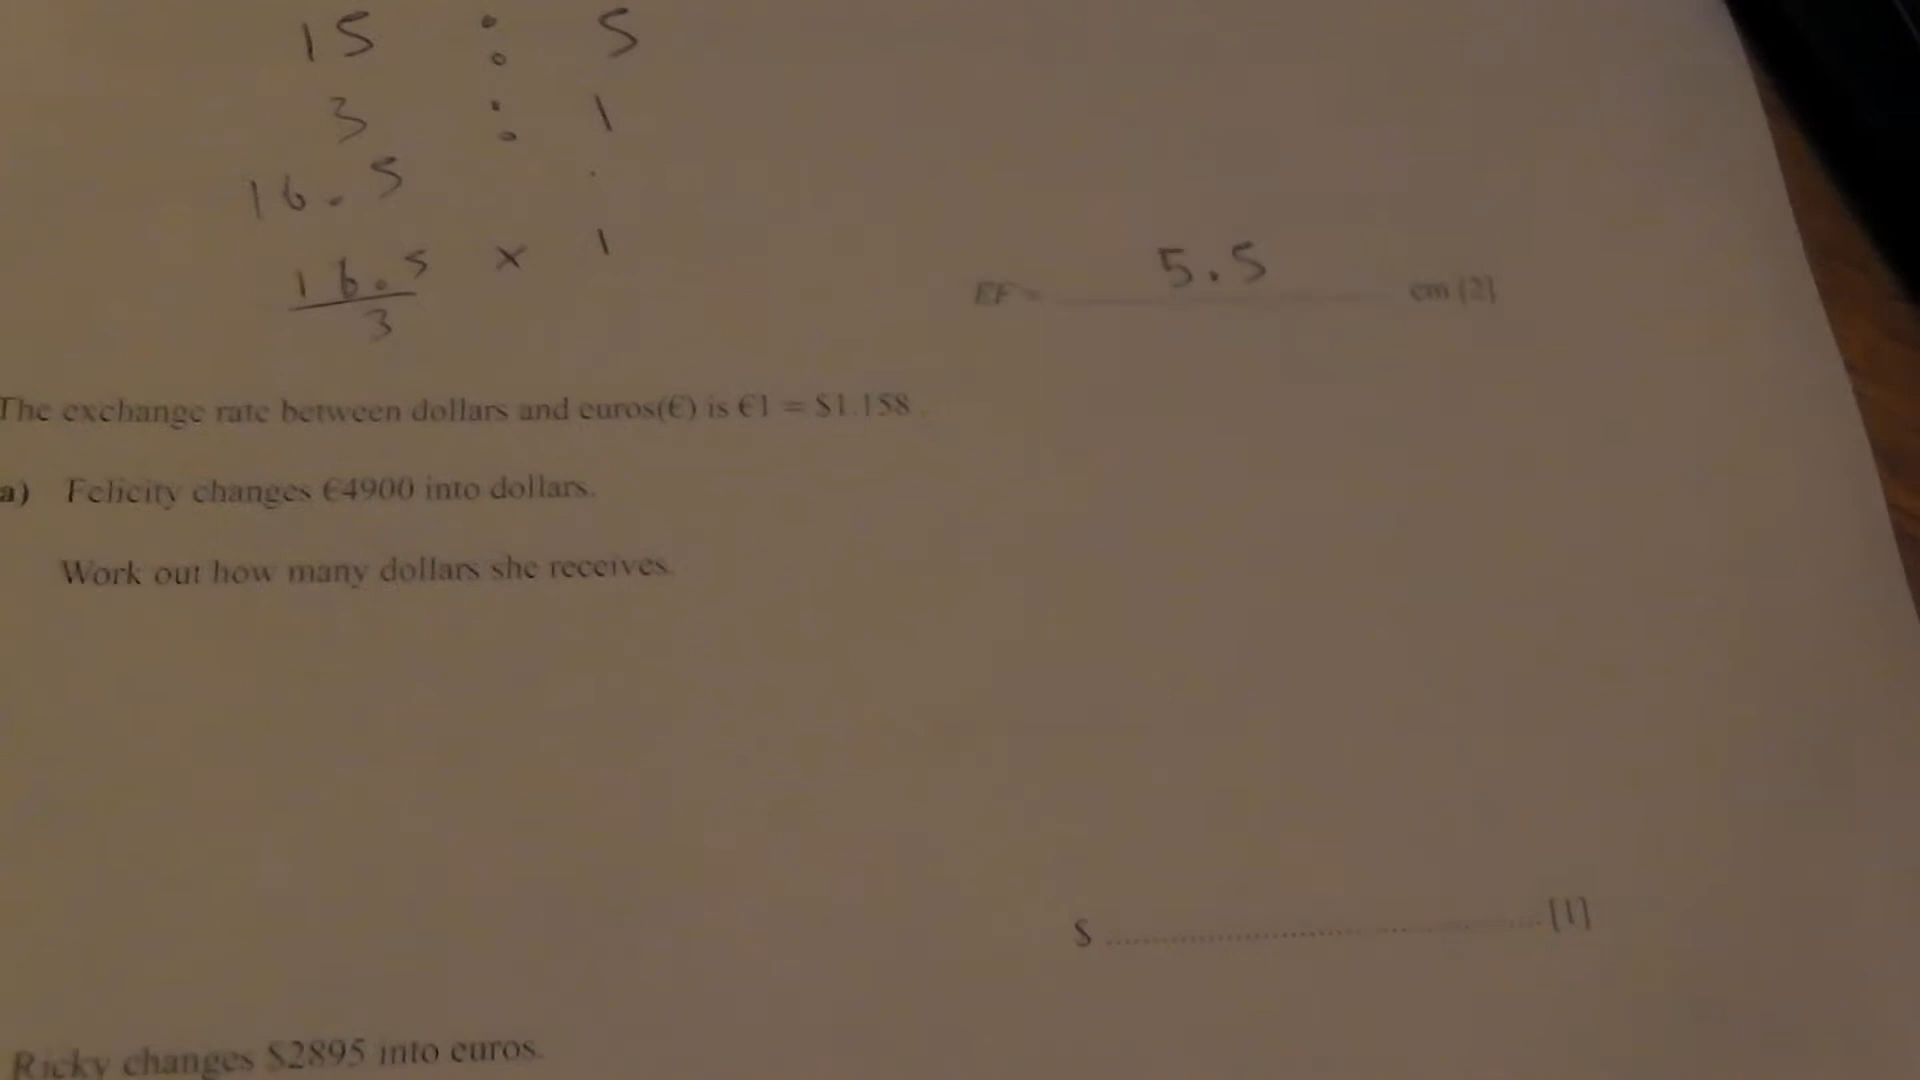 15 : 5
3 : 1
16.5 .
16.5 × 1
3
EF = 5.5 cm [2]
The exchange rate between dollars and euros(€) is €1 = $1.158 .
a) Felicity changes €4900 into dollars.
Work out how many dollars she receives.
$ ........................................ [1]
Ricky changes $2895 into euros.